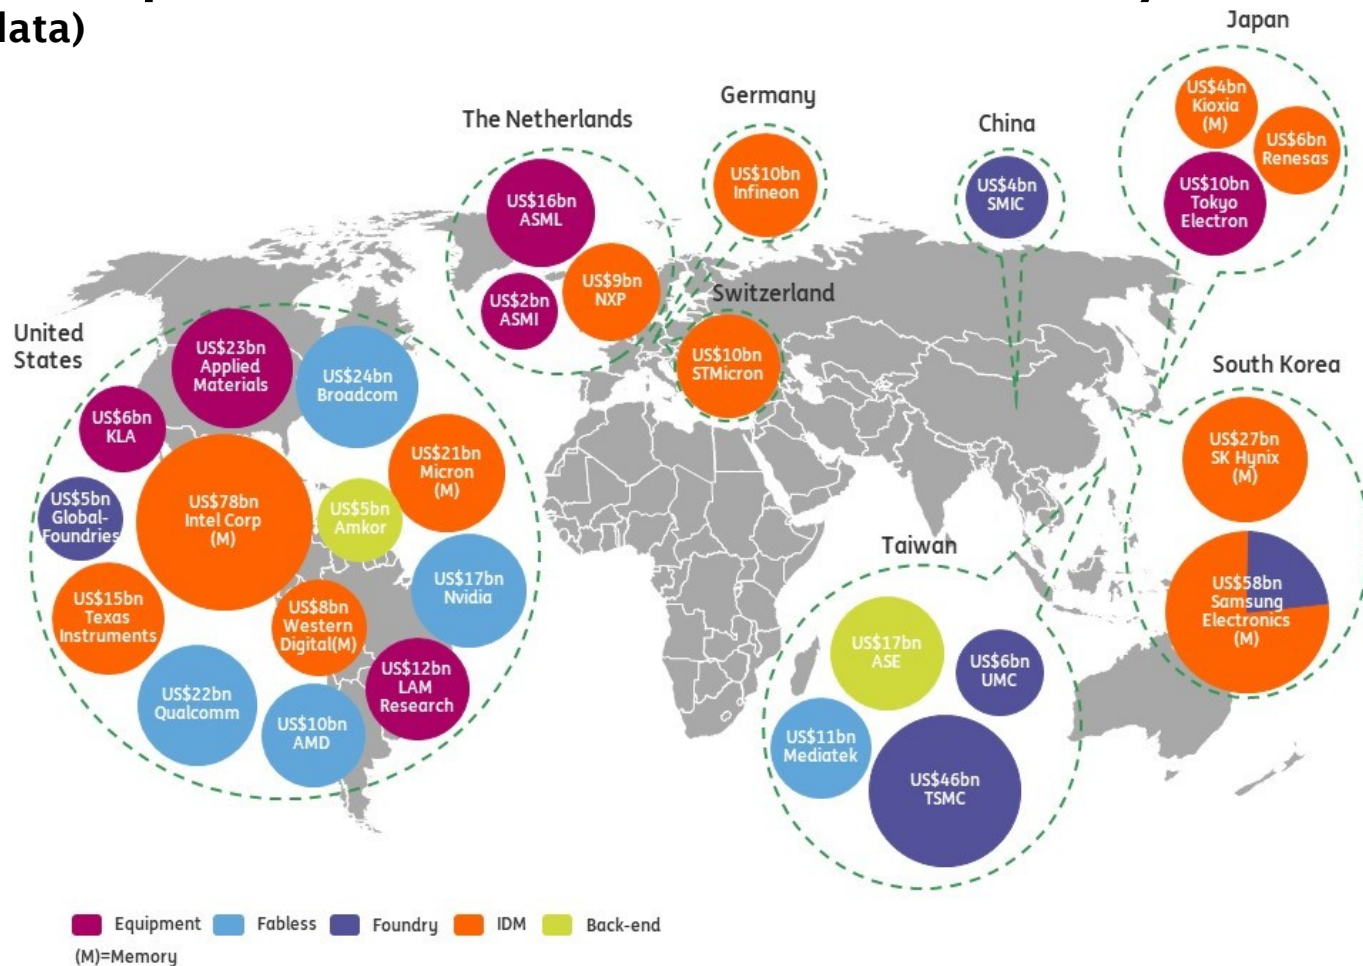 data)
Japan
US$4bn
Kioxia
(M)
US$6bn
Renesas
US$10bn
Tokyo
Electron
Germany
US$10bn
Infineon
China
US$4bn
SMIC
The Netherlands
US$16bn
ASML
US$9bn
NXP
US$2bn
ASMI
Switzerland
US$10bn
STMicron
United
States
US$23bn
Applied
Materials
US$24bn
Broadcom
US$6bn
KLA
US$21bn
Micron
(M)
US$5bn
Global-
Foundries
US$78bn
Intel Corp
(M)
US$5bn
Amkor
US$17bn
Nvidia
US$15bn
Texas
Instruments
US$8bn
Western
Digital(M)
US$12bn
LAM
Research
US$22bn
Qualcomm
US$10bn
AMD
South Korea
US$27bn
SK Hynix
(M)
US$58bn
Samsung
Electronics
(M)
Taiwan
US$17bn
ASE
US$6bn
UMC
US$11bn
Mediatek
US$46bn
TSMC
Equipment
Fabless
Foundry
IDM
Back-end
(M)=Memory